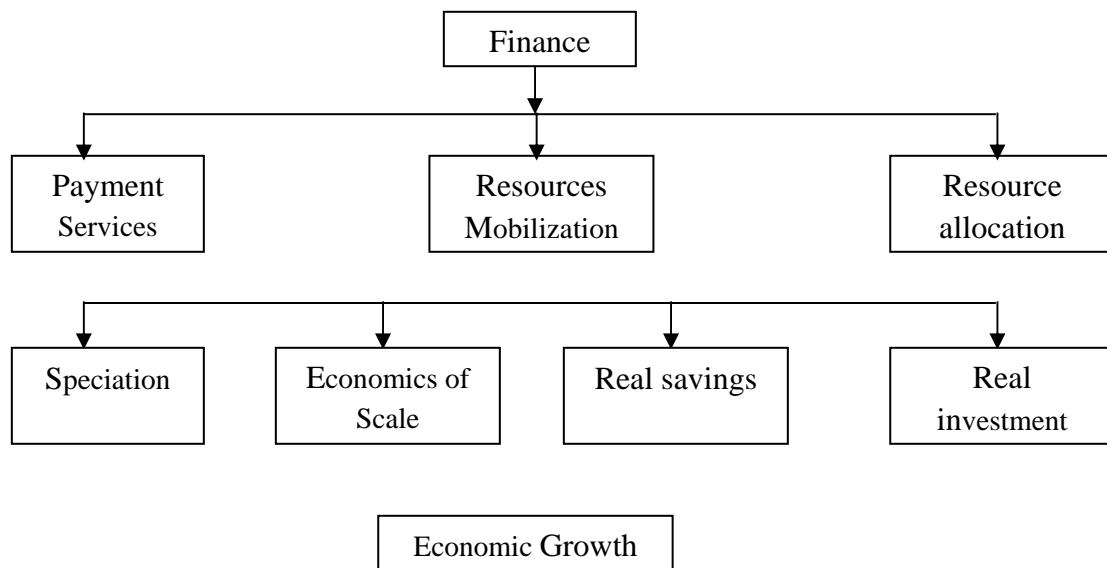 Finance
Payment
Services
Resources
Mobilization
Resource
allocation
Speciation
Economics of
Scale
Real savings
Real
investment
Economic Growth